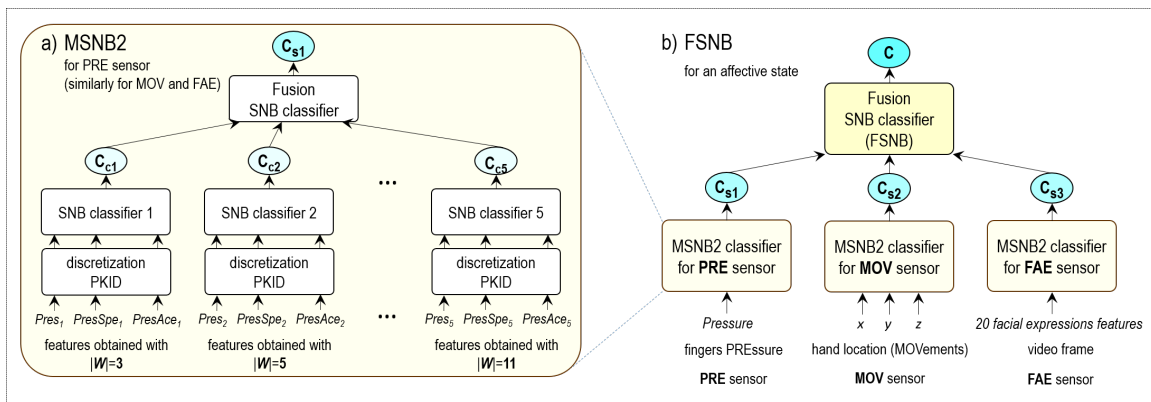 a) MSNB2
for PRE sensor
(similarly for MOV and FAE)
Cs1
Fusion
SNB classifier
Cc1
Cc2
...
Cc5
SNB classifier 1
SNB classifier 2
SNB classifier 5
discretization
PKID
discretization
PKID
discretization
PKID
Pres1 PresSpe1 PresAce1
Pres2 PresSpe2 PresAce2
...
Pres5 PresSpe5 PresAce5
features obtained with
|W|=3
features obtained with
|W|=5
features obtained with
|W|=11
b) FSNB
for an affective state
C
Fusion
SNB classifier
(FSNB)
Cs1
Cs2
Cs3
MSNB2 classifier
for PRE sensor
MSNB2 classifier
for MOV sensor
MSNB2 classifier
for FAE sensor
Pressure
x y z
20 facial expressions features
fingers PREssure
hand location (MOVements)
video frame
PRE sensor
MOV sensor
FAE sensor